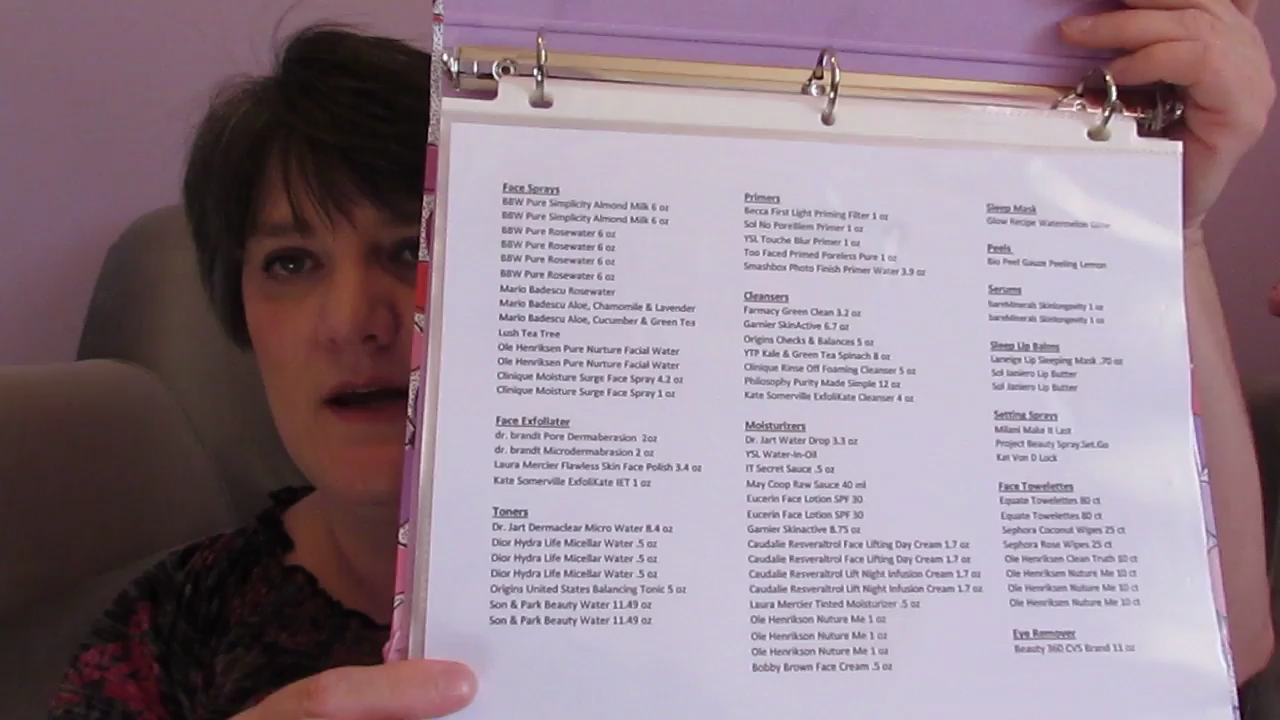 Face Sprays
BBW Pure Simplicity Almond Milk 6 oz
BBW Pure Simplicity Almond Milk 6 oz
BBW Pure Rosewater 6 oz
BBW Pure Rosewater 6 oz
BBW Pure Rosewater 6 oz
BBW Pure Rosewater 6 oz
Mario Badescu Rosewater
Mario Badescu Aloe, Chamomile & Lavender
Mario Badescu Aloe, Cucumber & Green Tea
Lush Tea Tree
Ole Henriksen Pure Nurture Facial Water
Ole Henriksen Pure Nurture Facial Water
Clinique Moisture Surge Face Spray 4.2 oz
Clinique Moisture Surge Face Spray 1 oz
Face Exfoliater
dr. brandt Pore Dermaberasion 2oz
dr. brandt Microdermabrasion 2 oz
Laura Mercier Flawless Skin Face Polish 3.4 oz
Kate Somerville ExfoliKate IET 1 oz
Toners
Dr. Jart Dermaclear Micro Water 8.4 oz
Dior Hydra Life Micellar Water .5 oz
Dior Hydra Life Micellar Water .5 oz
Dior Hydra Life Micellar Water .5 oz
Origins United States Balancing Tonic 5 oz
Son & Park Beauty Water 11.49 oz
Son & Park Beauty Water 11.49 oz
Primers
Becca First Light Priming Filter 1 oz
Sol No PoreBlem Primer 1 oz
YSL Touche Blur Primer 1 oz
Too Faced Primed Poreless Pure 1 oz
Smashbox Photo Finish Primer Water 3.9 oz
Cleansers
Farmacy Green Clean 3.2 oz
Garnier SkinActive 6.7 oz
Origins Checks & Balances 5 oz
YTP Kale & Green Tea Spinach 8 oz
Clinique Rinse Off Foaming Cleanser 5 oz
Philosophy Purity Made Simple 12 oz
Kate Somerville ExfoliKate Cleanser 4 oz
Moisturizers
Dr. Jart Water Drop 3.3 oz
YSL Water-In-Oil
IT Secret Sauce .5 oz
May Coop Raw Sauce 40 ml
Eucerin Face Lotion SPF 30
Eucerin Face Lotion SPF 30
Garnier Skinactive 8.75 oz
Caudalie Resveraltrol Face Lifting Day Cream 1.7 oz
Caudalie Resveraltrol Face Lifting Day Cream 1.7 oz
Caudalie Resveraltrol Lift Night Infusion Cream 1.7 oz
Caudalie Resveraltrol Lift Night Infusion Cream 1.7 oz
Laura Mercier Tinted Moisturizer .5 oz
Ole Henrikson Nuture Me 1 oz
Ole Henrikson Nuture Me 1 oz
Ole Henrikson Nuture Me 1 oz
Bobby Brown Face Cream .5 oz
Sleep Mask
Glow Recipe Watermelon Glow
Peels
Bio Peel Gauze Peeling Lemon
Serums
bareMinerals Skinlongevity 1 oz
bareMinerals Skinlongevity 1 oz
Sleep Lip Balms
Laneige Lip Sleeping Mask .70 oz
Sol Janiero Lip Butter
Sol Janiero Lip Butter
Setting Sprays
Milani Make It Last
Project Beauty Spray.Set.Go
Kat Von D Lock
Face Towelettes
Equate Towelettes 80 ct
Equate Towelettes 80 ct
Sephora Coconut Wipes 25 ct
Sephora Rose Wipes 25 ct
Ole Henriksen Clean Truth 10 ct
Ole Henriksen Nuture Me 10 ct
Ole Henriksen Nuture Me 10 ct
Ole Henriksen Nuture Me 10 ct
Eye Remover
Beauty 360 CVS Brand 11 oz